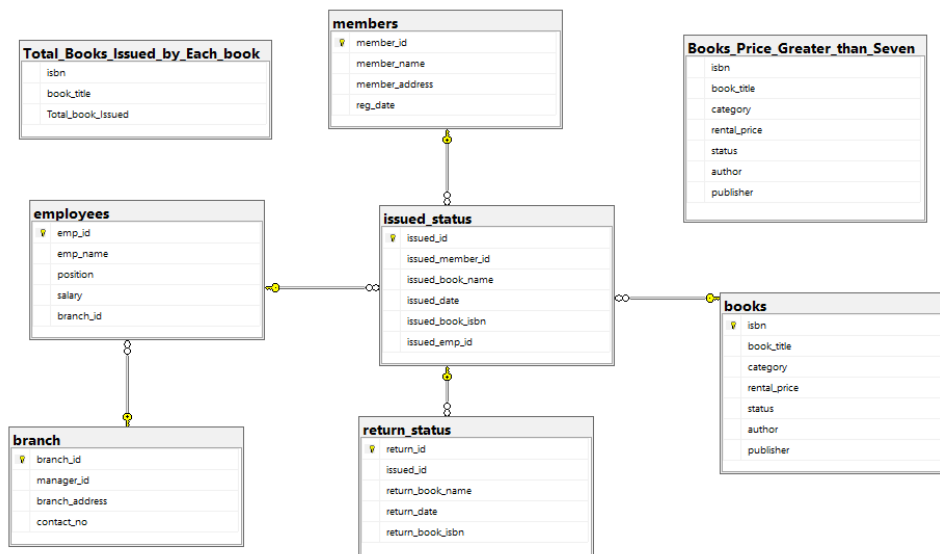 Total_Books_Issued_by_Each_book
isbn
book_title
Total_book_Issued
members
member_id
member_name
member_address
reg_date
Books_Price_Greater_than_Seven
isbn
book_title
category
rental_price
status
author
publisher
employees
emp_id
emp_name
position
salary
branch_id
issued_status
issued_id
issued_member_id
issued_book_name
issued_date
issued_book_isbn
issued_emp_id
books
isbn
book_title
category
rental_price
status
author
publisher
branch
branch_id
manager_id
branch_address
contact_no
return_status
return_id
issued_id
return_book_name
return_date
return_book_isbn